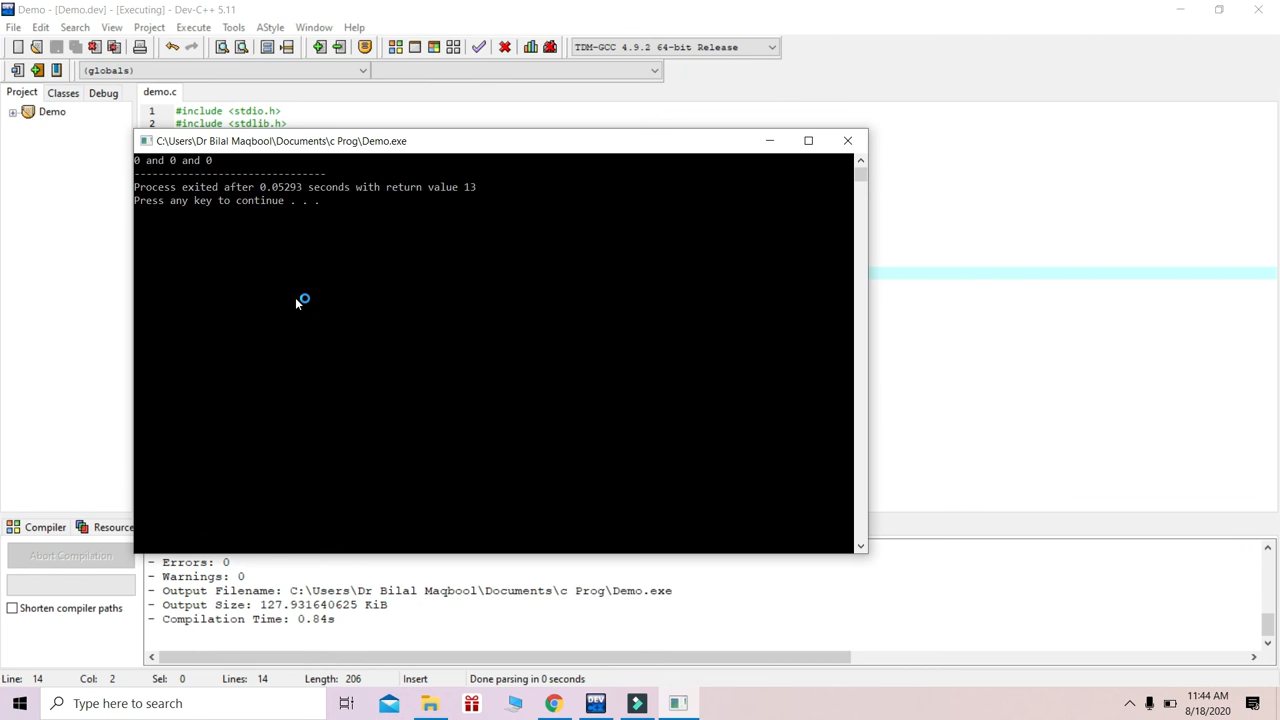 Demo - [Demo.dev] - [Executing] - Dev-C++ 5.11
File Edit Search View Project Execute Tools AStyle Window Help
TDM-GCC 4.9.2 64-bit Release
(globals)
Project Classes Debug demo.c
Demo
1 #include <stdio.h>
2 #include <stdlib.h>
C:\Users\Dr Bilal Maqbool\Documents\c Prog\Demo.exe
0 and 0 and 0
--------------------------------
Process exited after 0.05293 seconds with return value 13
Press any key to continue . . .
Compiler Resource
Abort Compilation
Shorten compiler paths
- Errors: 0
- Warnings: 0
- Output Filename: C:\Users\Dr Bilal Maqbool\Documents\c Prog\Demo.exe
- Output Size: 127.931640625 KiB
- Compilation Time: 0.84s
Line: 14 Col: 2 Sel: 0 Lines: 14 Length: 206 Insert Done parsing in 0 seconds
Type here to search
DEV
11:44 AM
8/18/2020